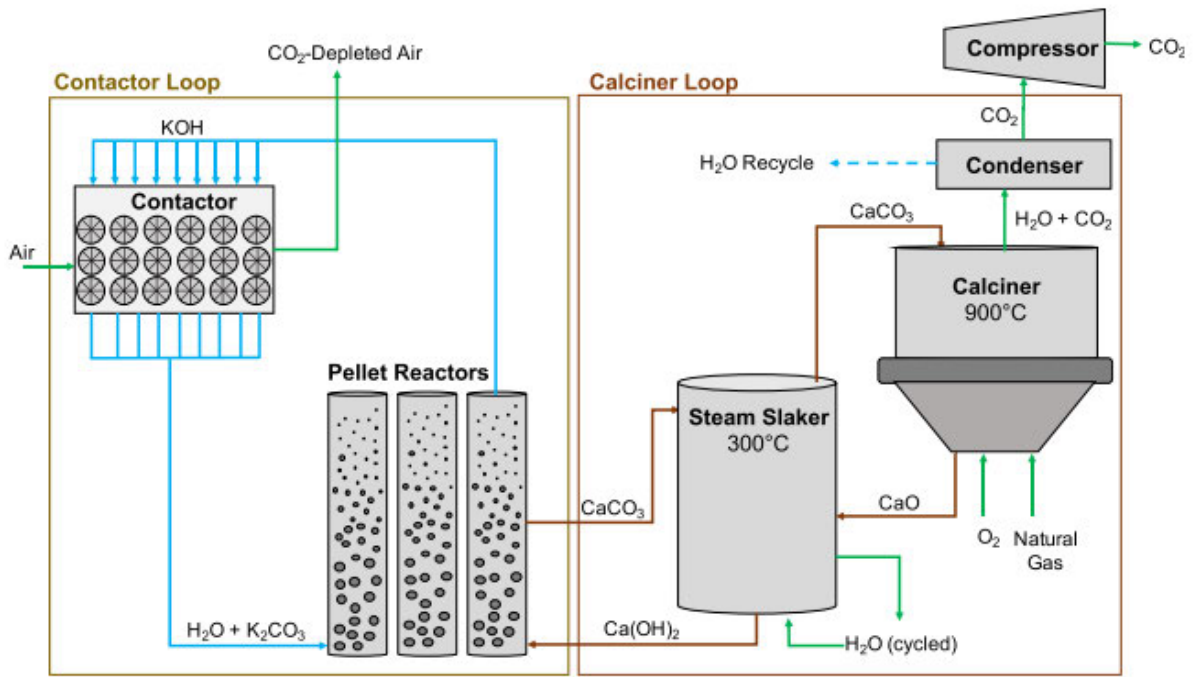 CO₂-Depleted Air
Compressor
CO₂
Contactor Loop
Calciner Loop
KOH
CO₂
H₂O Recycle
Condenser
Contactor
CaCO₃
H₂O + CO₂
Air
Calciner
900°C
Pellet Reactors
Steam Slaker
300°C
CaCO₃
CaO
O₂
Natural
Gas
H₂O + K₂CO₃
Ca(OH)₂
H₂O (cycled)